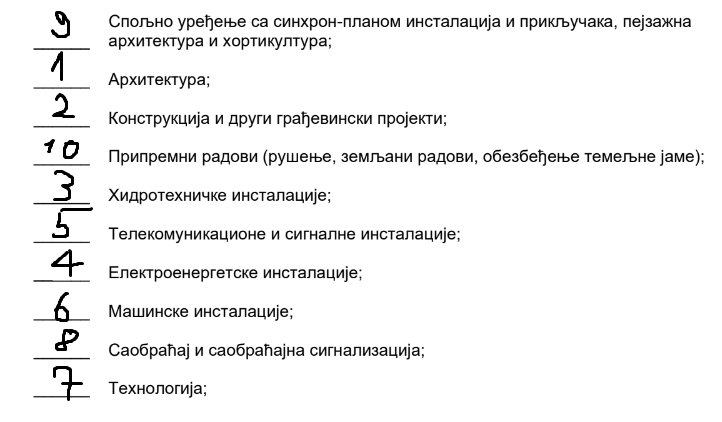 9 Спољно уређење са синхрон-планом инсталација и прикључака, пејзажна
архитектура и хортикултура;
1 Архитектура;
2 Конструкција и други грађевински пројекти;
10 Припремни радови (рушење, земљани радови, обезбеђење темељне јаме);
3 Хидротехничке инсталације;
5 Телекомуникационе и сигналне инсталације;
4 Електроенергетске инсталације;
6 Машинске инсталације;
8 Саобраћај и саобраћајна сигнализација;
7 Технологија;